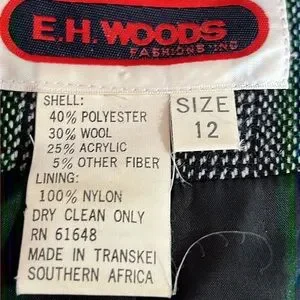 E.H. WOODS
FASHIONS INC
SHELL:
40% POLYESTER
30% WOOL
25% ACRYLIC
5% OTHER FIBER
LINING:
100% NYLON
DRY CLEAN ONLY
RN 61648
MADE IN TRANSKEI
SOUTHERN AFRICA
SIZE
12